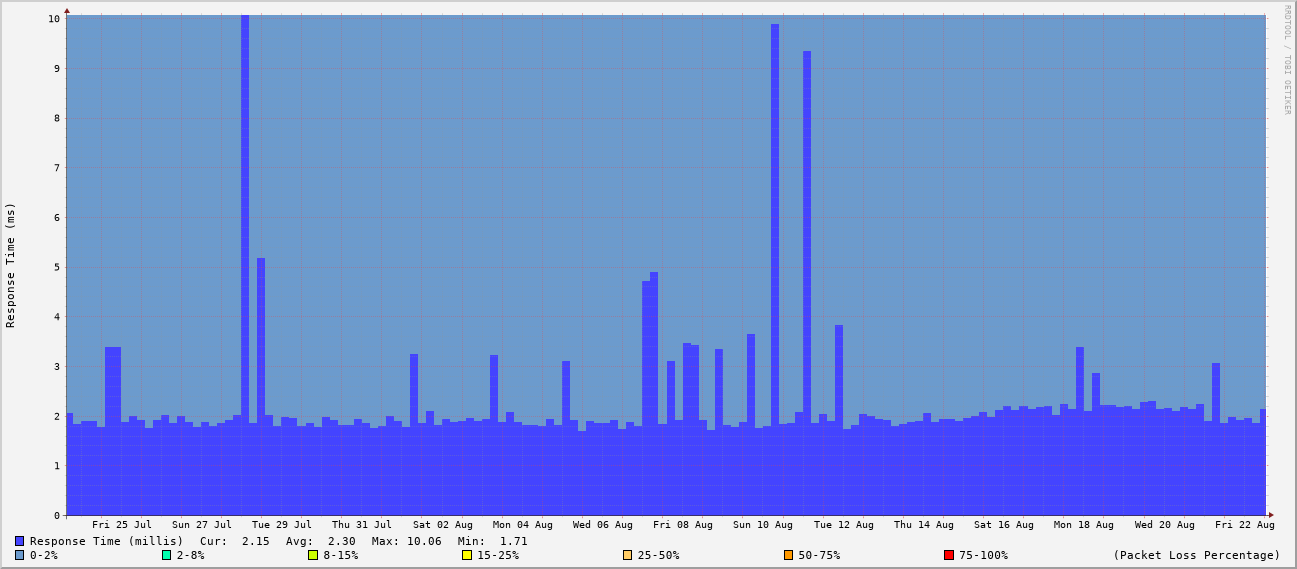 RRDTOOL / TOBI OETIKER
Response Time (ms)
10
9
8
7
6
5
4
3
2
1
0
Fri 25 Jul Sun 27 Jul Tue 29 Jul Thu 31 Jul Sat 02 Aug Mon 04 Aug Wed 06 Aug Fri 08 Aug Sun 10 Aug Tue 12 Aug Thu 14 Aug Sat 16 Aug Mon 18 Aug Wed 20 Aug Fri 22 Aug
Response Time (millis) Cur: 2.15 Avg: 2.30 Max: 10.06 Min: 1.71
0-2% 2-8% 8-15% 15-25% 25-50% 50-75% 75-100% (Packet Loss Percentage)